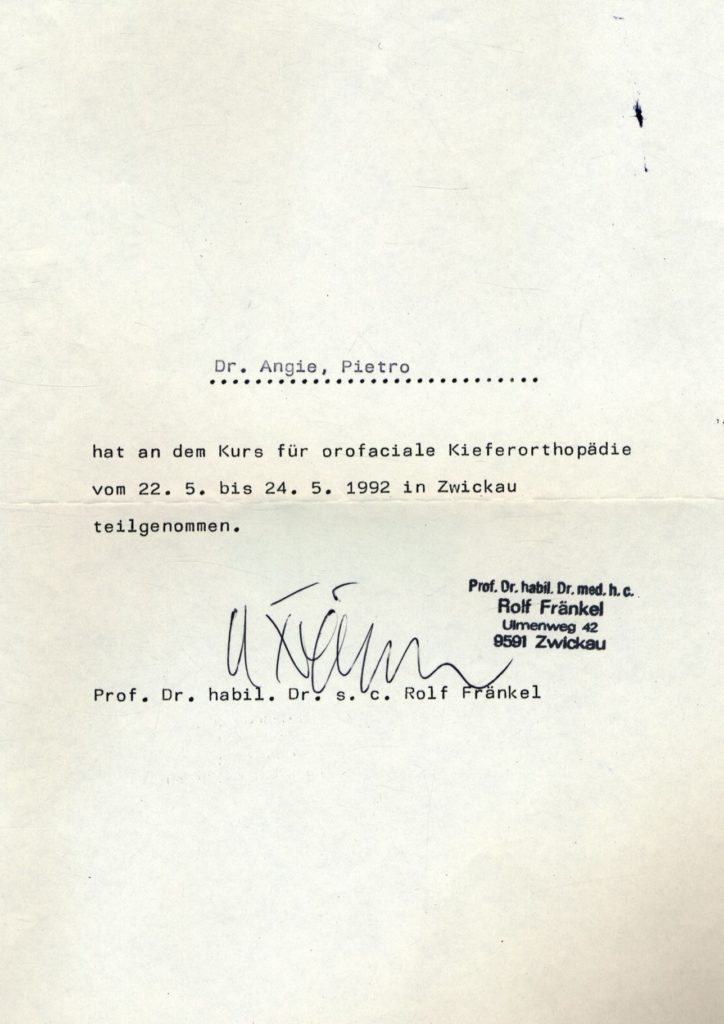 Dr. Angie, Pietro
hat an dem Kurs für orofaciale Kieferorthopädie
vom 22. 5. bis 24. 5. 1992 in Zwickau
teilgenommen.
Prof. Dr. habil. Dr. med. h. c.
Rolf Fränkel
Ulmenweg 42
9591 Zwickau
Prof. Dr. habil. Dr. s. c. Rolf Fränkel